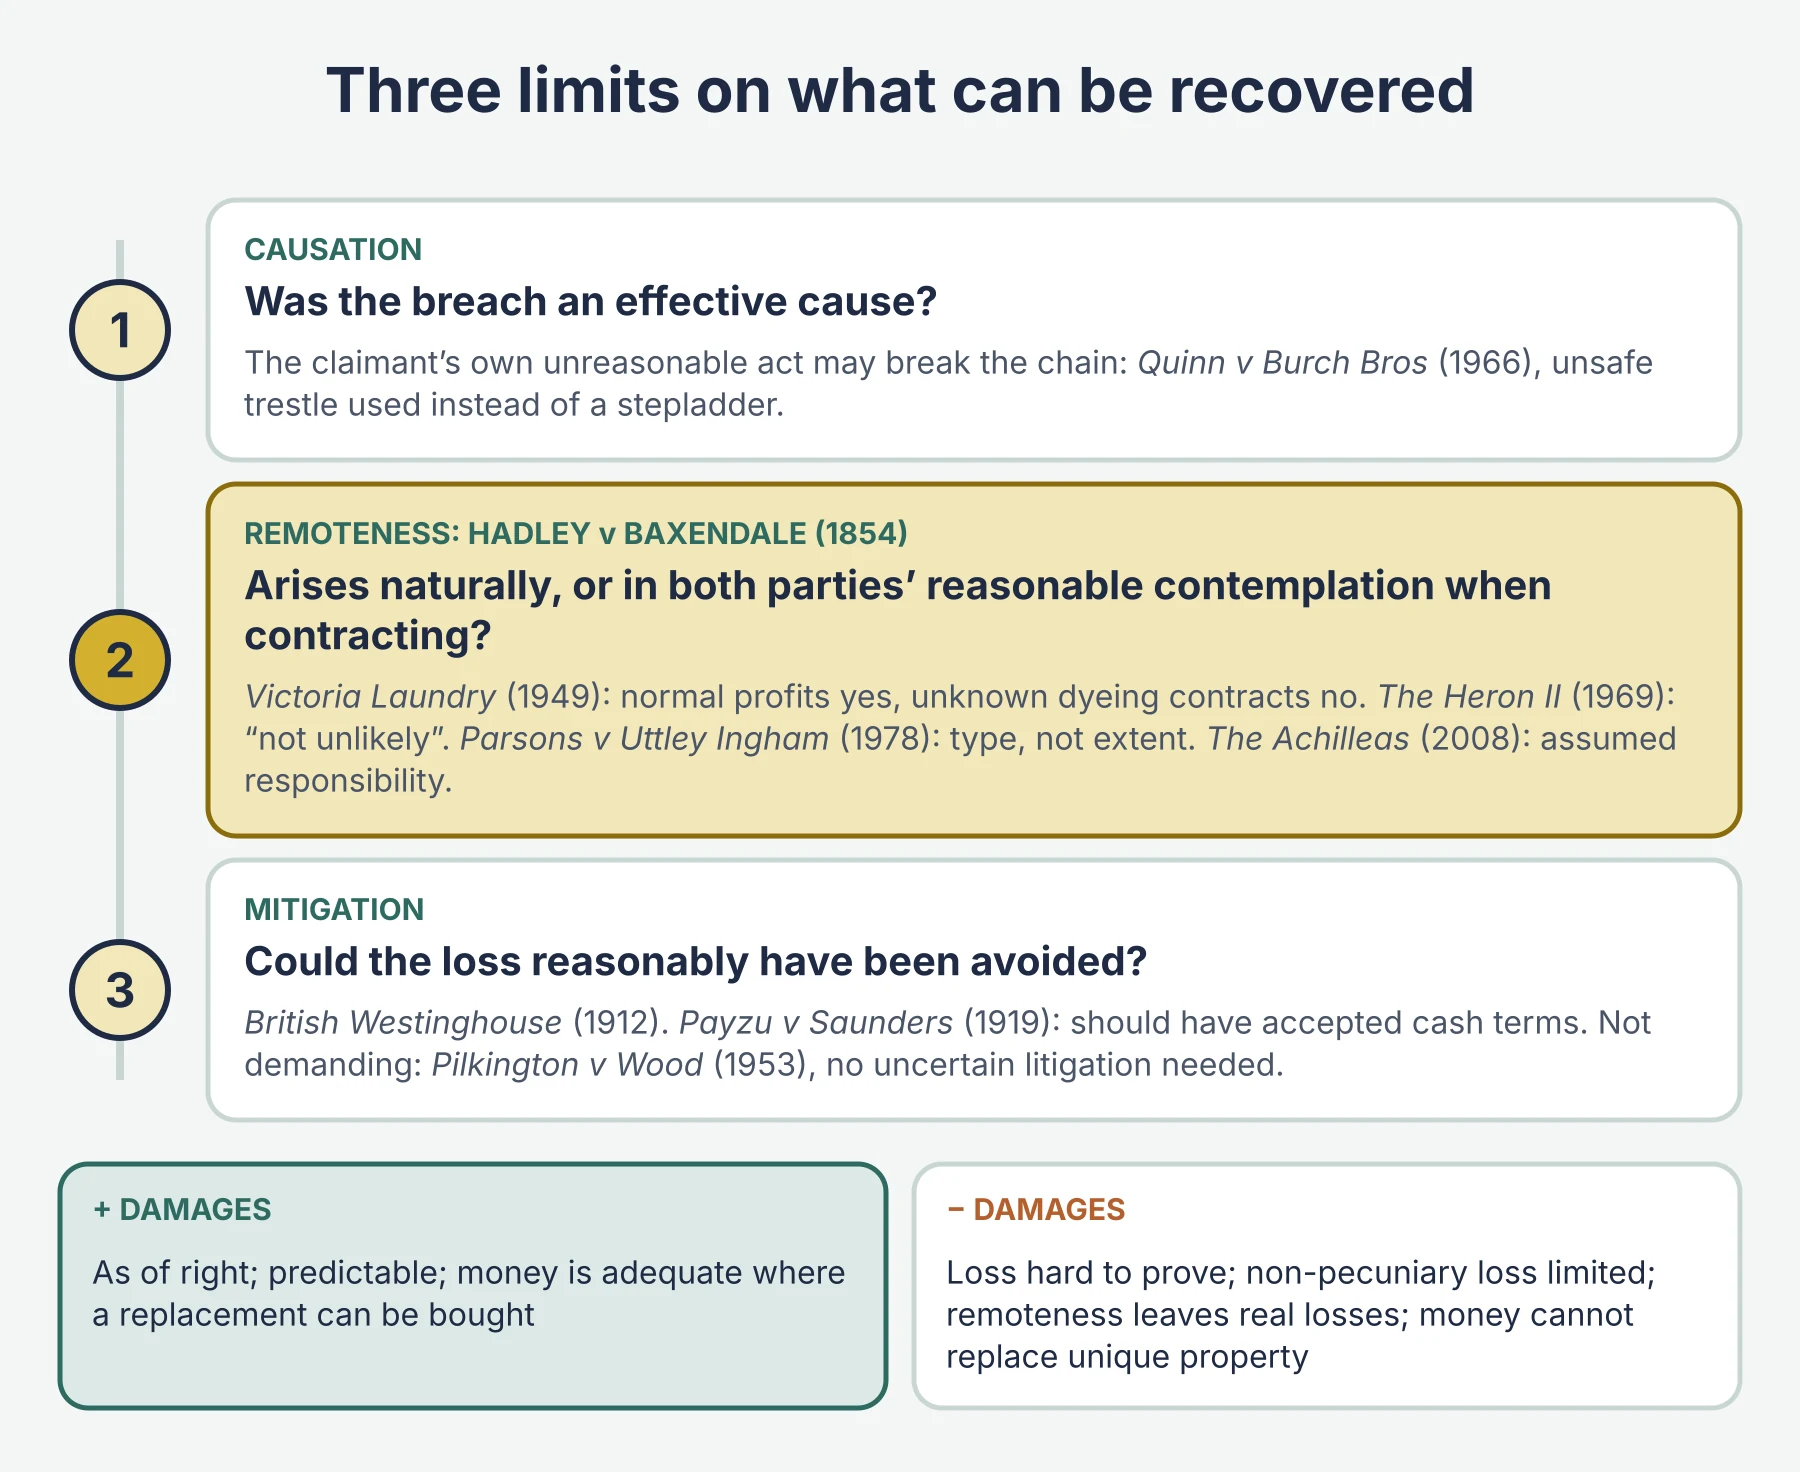 Three limits on what can be recovered
1
CAUSATION
Was the breach an effective cause?
The claimant’s own unreasonable act may break the chain: Quinn v Burch Bros (1966), unsafe
trestle used instead of a stepladder.
2
REMOTENESS: HADLEY v BAXENDALE (1854)
Arises naturally, or in both parties’ reasonable contemplation when
contracting?
Victoria Laundry (1949): normal profits yes, unknown dyeing contracts no. The Heron II (1969):
“not unlikely”. Parsons v Uttley Ingham (1978): type, not extent. The Achilleas (2008): assumed
responsibility.
3
MITIGATION
Could the loss reasonably have been avoided?
British Westinghouse (1912). Payzu v Saunders (1919): should have accepted cash terms. Not
demanding: Pilkington v Wood (1953), no uncertain litigation needed.
+ DAMAGES
As of right; predictable; money is adequate where
a replacement can be bought
− DAMAGES
Loss hard to prove; non-pecuniary loss limited;
remoteness leaves real losses; money cannot
replace unique property